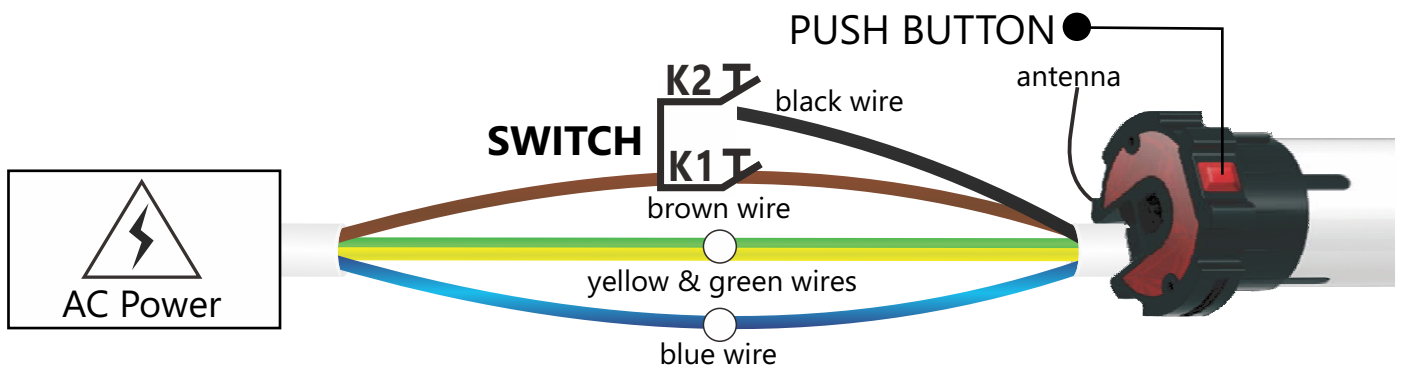 PUSH BUTTON
antenna
K2
black wire
SWITCH
K1
brown wire
AC Power
yellow & green wires
blue wire